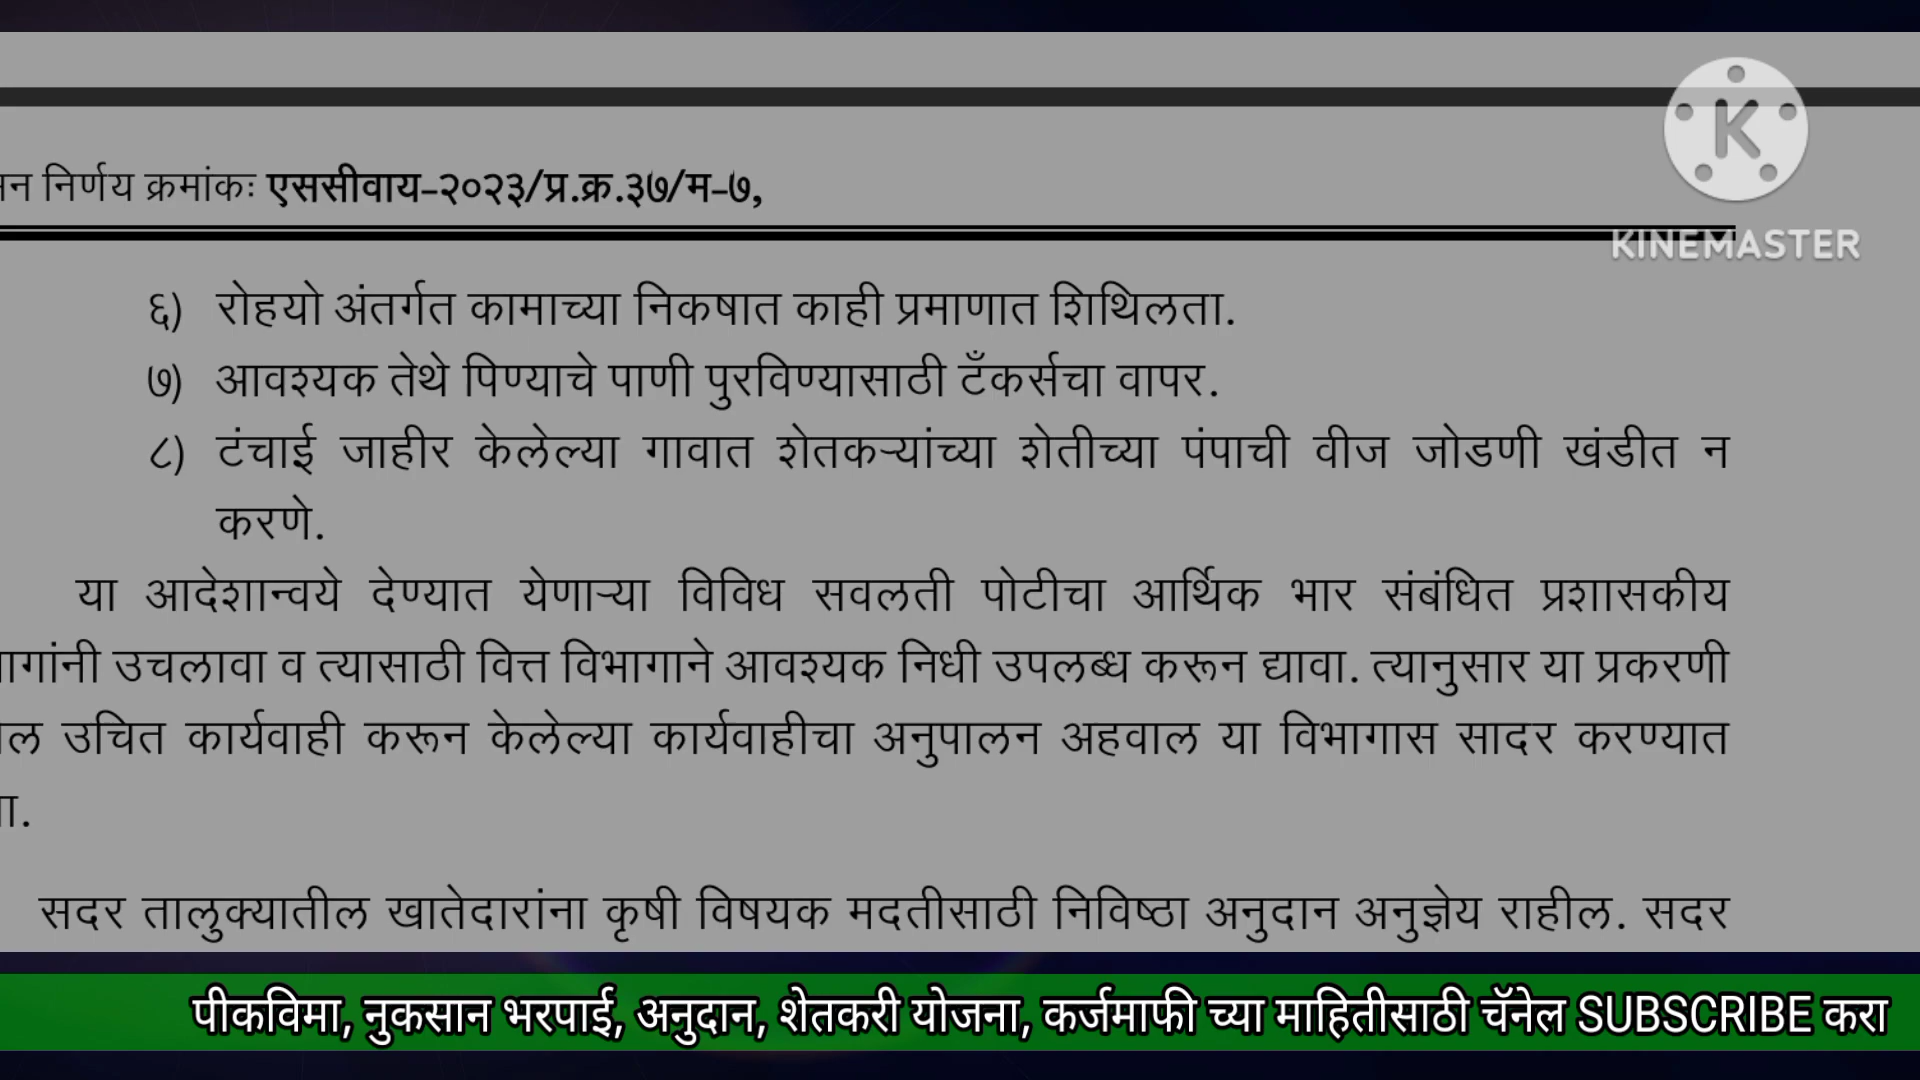 निर्णय क्रमांकः एससीवाय-२०२३/प्र.क्र.३७/म-७,
K
KINEMASTER
६) रोहयो अंतर्गत कामाच्या निकषात काही प्रमाणात शिथिलता.
७) आवश्यक तेथे पिण्याचे पाणी पुरविण्यासाठी टँकर्सचा वापर.
८) टंचाई जाहीर केलेल्या गावात शेतकऱ्यांच्या शेतीच्या पंपाची वीज जोडणी खंडीत न
करणे.
या आदेशान्वये देण्यात येणाऱ्या विविध सवलती पोटीचा आर्थिक भार संबंधित प्रशासकीय
उचलावा व त्यासाठी वित्त विभागाने आवश्यक निधी उपलब्ध करून द्यावा. त्यानुसार या प्रकरणी
उचित कार्यवाही करून केलेल्या कार्यवाहीचा अनुपालन अहवाल या विभागास सादर करण्यात
सदर तालुक्यातील खातेदारांना कृषी विषयक मदतीसाठी निविष्ठा अनुदान अनुज्ञेय राहील. सदर
पीकविमा, नुकसान भरपाई, अनुदान, शेतकरी योजना, कर्जमाफी च्या माहितीसाठी चॅनेल SUBSCRIBE करा